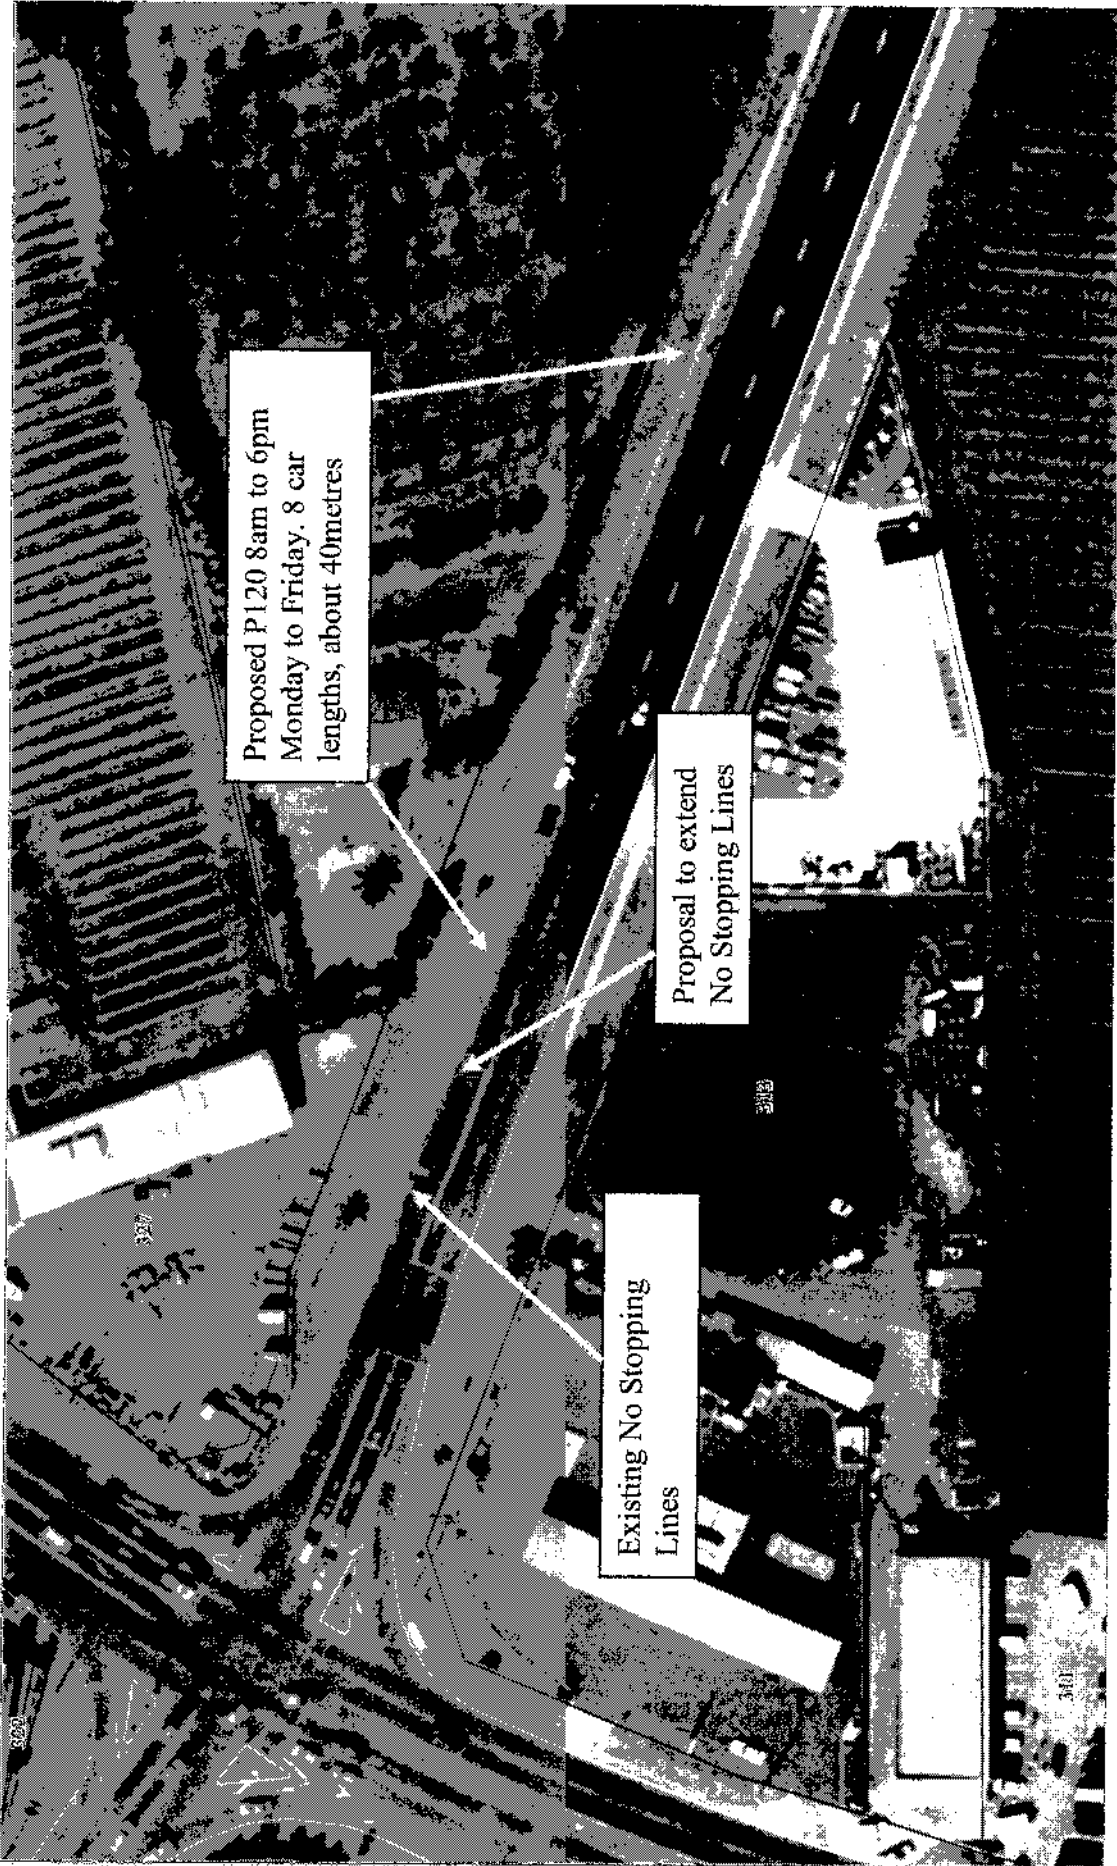 Proposed P120 8am to 6pm
Monday to Friday. 8 car
lengths, about 40metres
Proposal to extend
No Stopping Lines
Existing No Stopping
Lines